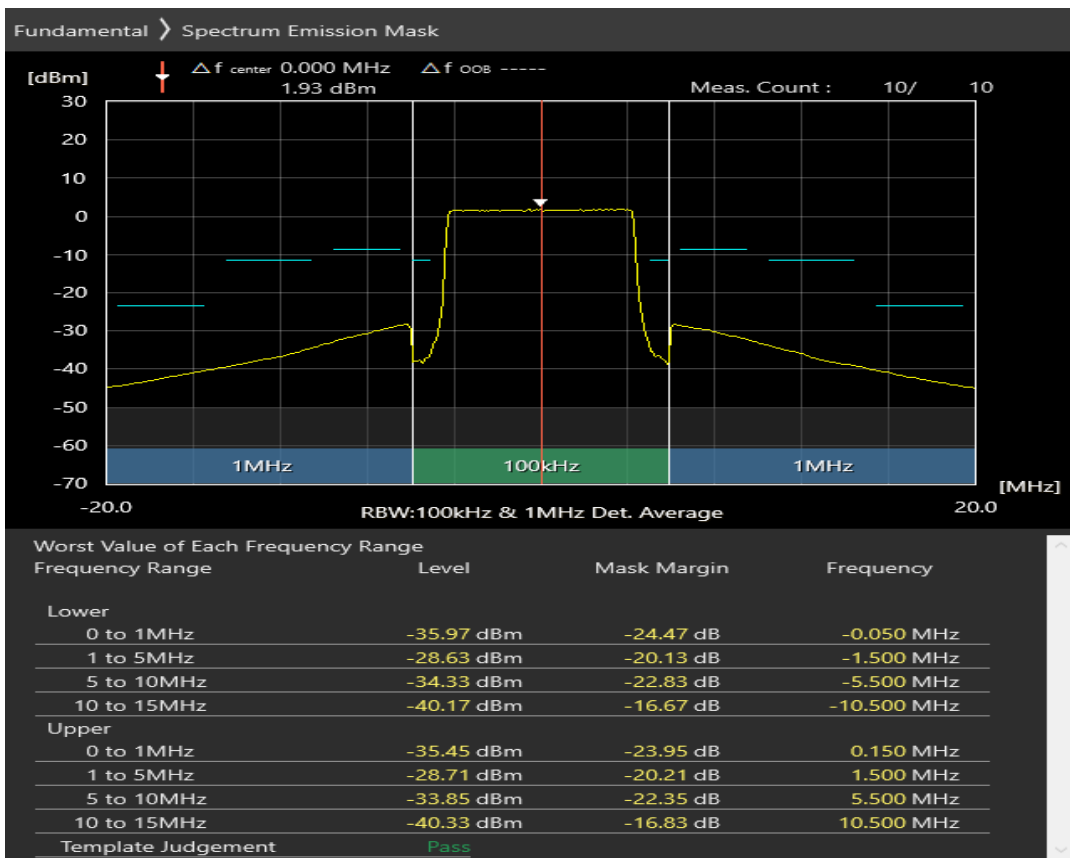 Fundamental 〉 Spectrum Emission Mask
[dBm] △f center 0.000 MHz △f OOB -----
1.93 dBm Meas. Count : 10/ 10
30
20
10
0
-10
-20
-30
-40
-50
-60
1MHz 100kHz 1MHz
-70
[MHz]
-20.0 RBW:100kHz & 1MHz Det. Average 20.0
Worst Value of Each Frequency Range
Frequency Range Level Mask Margin Frequency
Lower
0 to 1MHz -35.97 dBm -24.47 dB -0.050 MHz
1 to 5MHz -28.63 dBm -20.13 dB -1.500 MHz
5 to 10MHz -34.33 dBm -22.83 dB -5.500 MHz
10 to 15MHz -40.17 dBm -16.67 dB -10.500 MHz
Upper
0 to 1MHz -35.45 dBm -23.95 dB 0.150 MHz
1 to 5MHz -28.71 dBm -20.21 dB 1.500 MHz
5 to 10MHz -33.85 dBm -22.35 dB 5.500 MHz
10 to 15MHz -40.33 dBm -16.83 dB 10.500 MHz
Template Judgement Pass